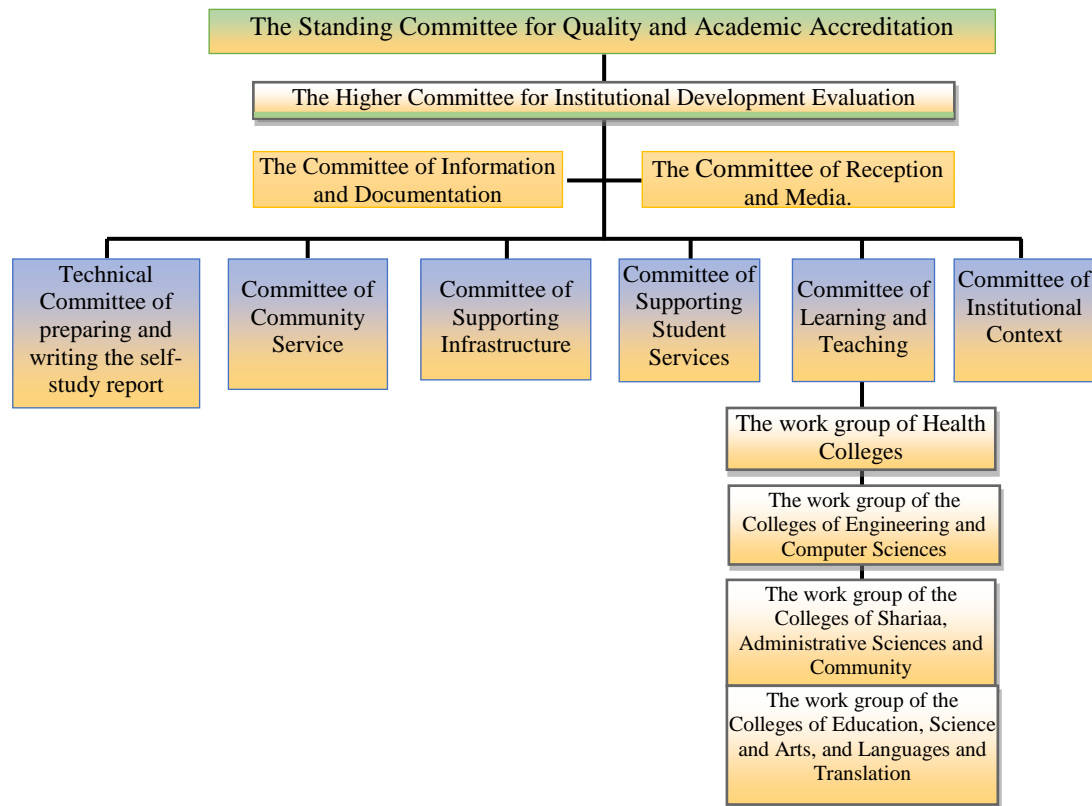 The Standing Committee for Quality and Academic Accreditation
The Higher Committee for Institutional Development Evaluation
The Committee of Information
and Documentation
The Committee of Reception
and Media.
Technical
Committee of
preparing and
writing the self-
study report
Committee of
Community
Service
Committee of
Supporting
Infrastructure
Committee of
Supporting
Student
Services
Committee of
Learning and
Teaching
Committee of
Institutional
Context
The work group of Health
Colleges
The work group of the
Colleges of Engineering and
Computer Sciences
The work group of the
Colleges of Shariaa,
Administrative Sciences and
Community
The work group of the
Colleges of Education, Science
and Arts, and Languages and
Translation